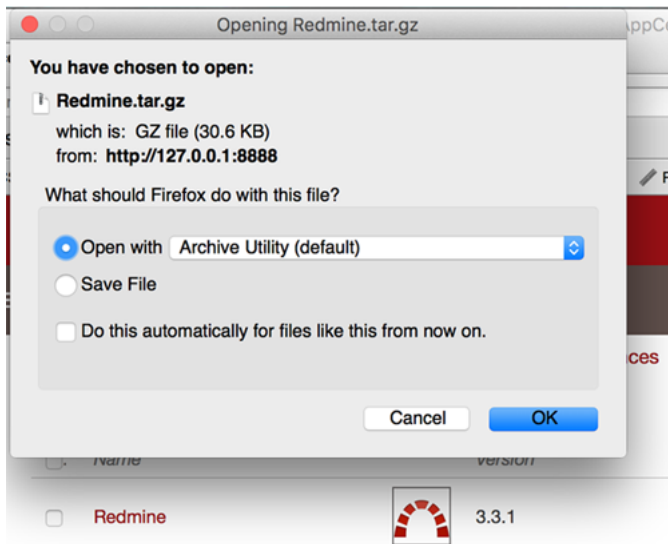 Opening Redmine.tar.gz
AppCo
You have chosen to open:
Redmine.tar.gz
which is: GZ file (30.6 KB)
from: http://127.0.0.1:8888
What should Firefox do with this file?
Open with Archive Utility (default)
Save File
Do this automatically for files like this from now on.
ces
Cancel OK
Name Version
Redmine 3.3.1